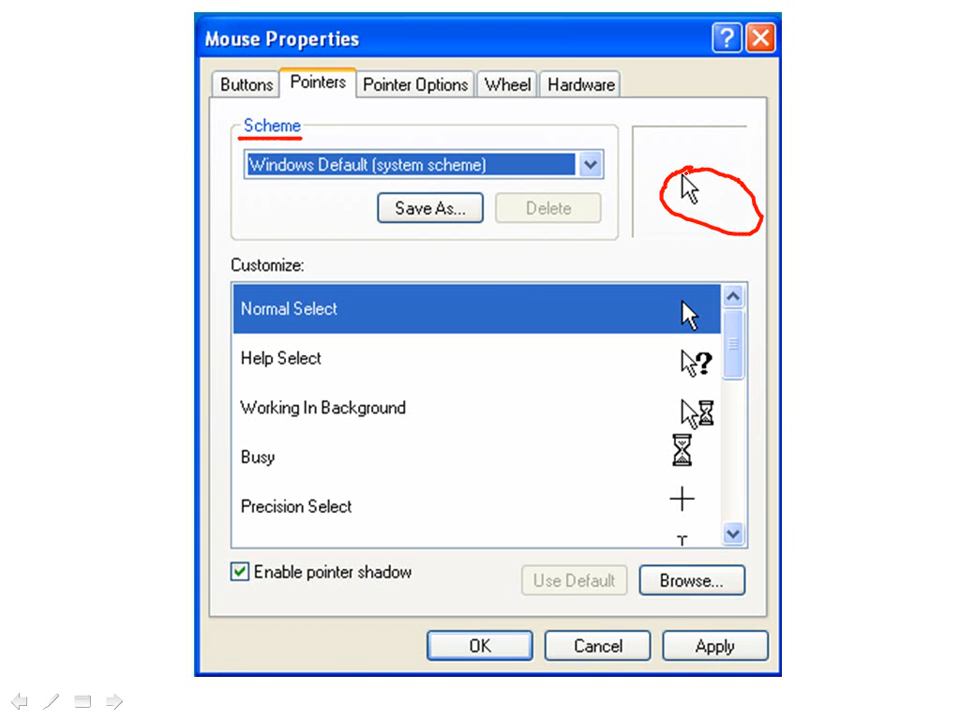 Mouse Properties
Buttons Pointers Pointer Options Wheel Hardware
Scheme
Windows Default (system scheme)
Save As... Delete
Customize:
Normal Select
Help Select
Working In Background
Busy
Precision Select
Enable pointer shadow
Use Default Browse...
OK Cancel Apply